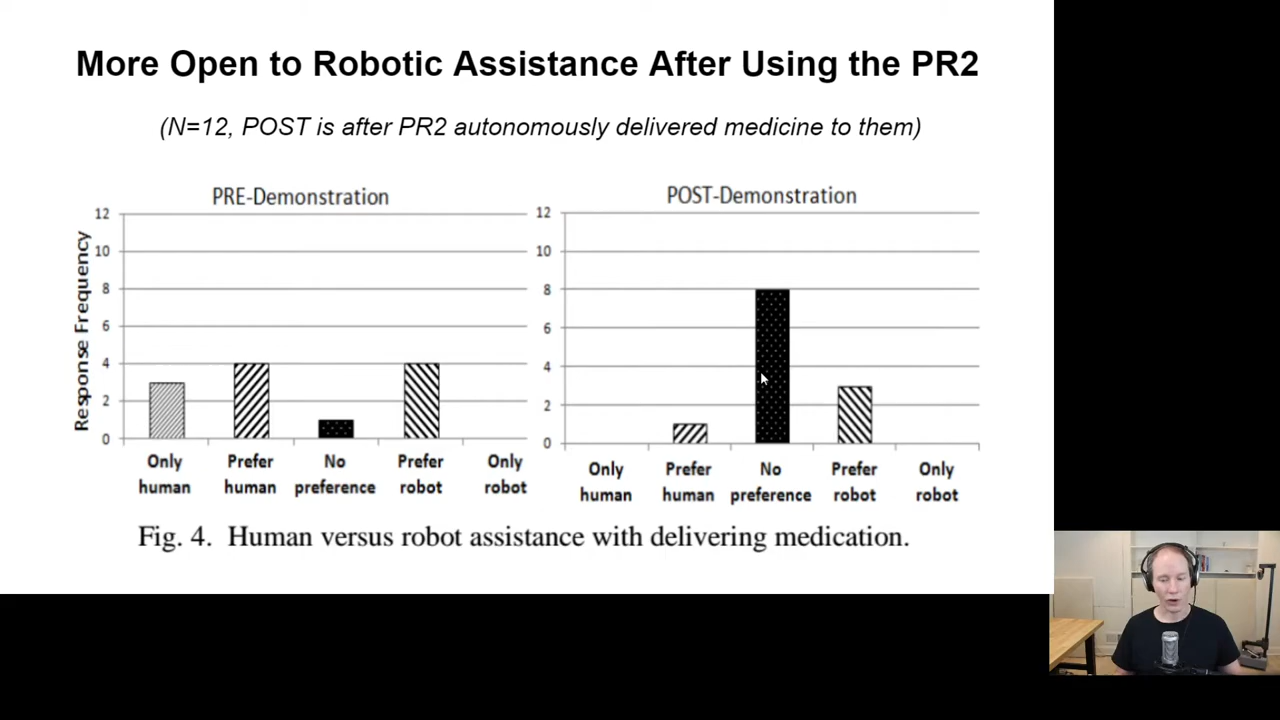 More Open to Robotic Assistance After Using the PR2
(N=12, POST is after PR2 autonomously delivered medicine to them)
PRE-Demonstration
Response Frequency
12
10
8
6
4
2
0
Only human
Prefer human
No preference
Prefer robot
Only robot
POST-Demonstration
12
10
8
6
4
2
0
Only human
Prefer human
No preference
Prefer robot
Only robot
Fig. 4. Human versus robot assistance with delivering medication.